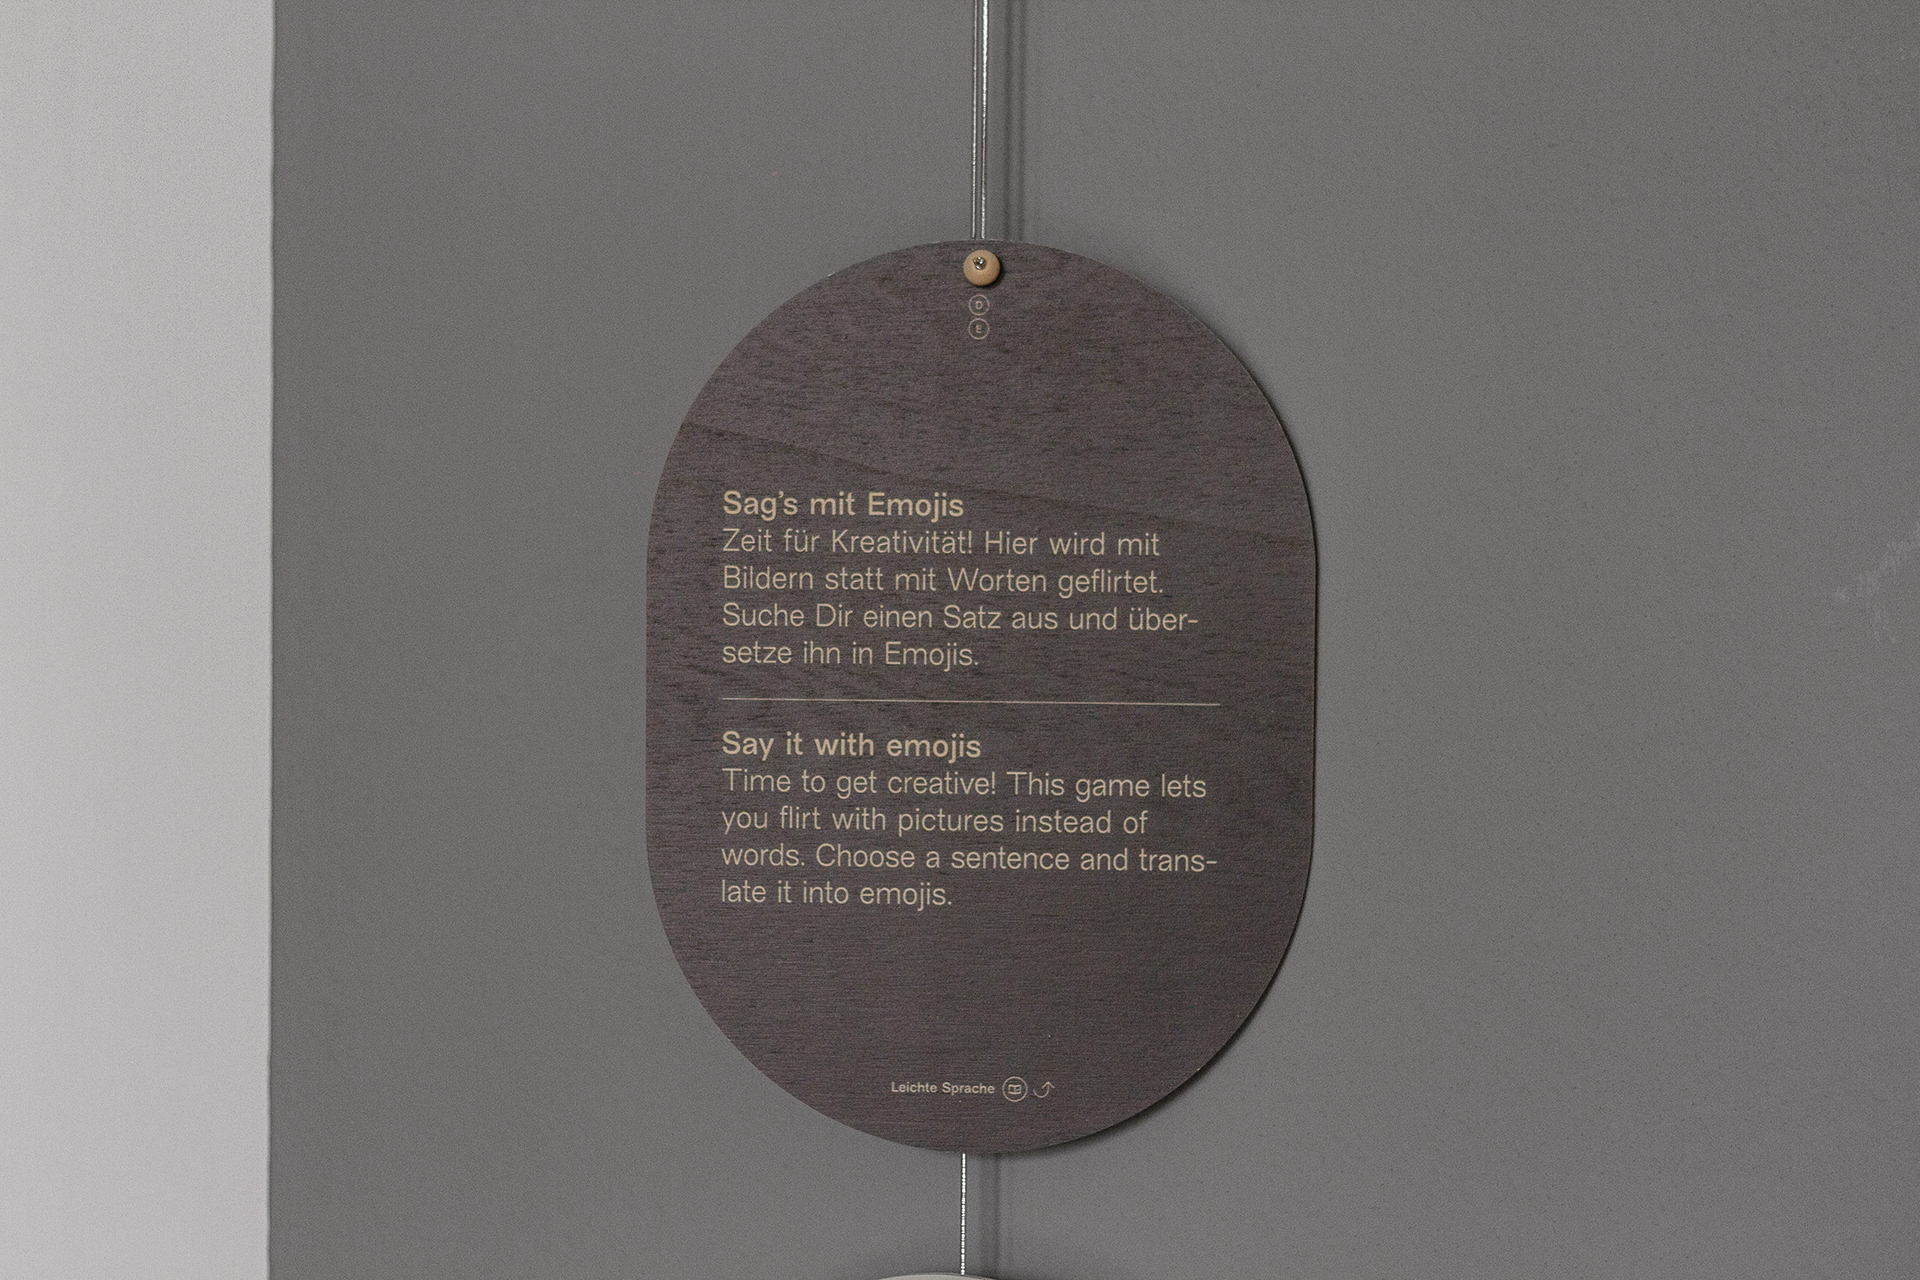 D
E
Sag's mit Emojis
Zeit für Kreativität! Hier wird mit
Bildern statt mit Worten geflirtet.
Suche Dir einen Satz aus und über-
setze ihn in Emojis.
Say it with emojis
Time to get creative! This game lets
you flirt with pictures instead of
words. Choose a sentence and trans-
late it into emojis.
Leichte Sprache